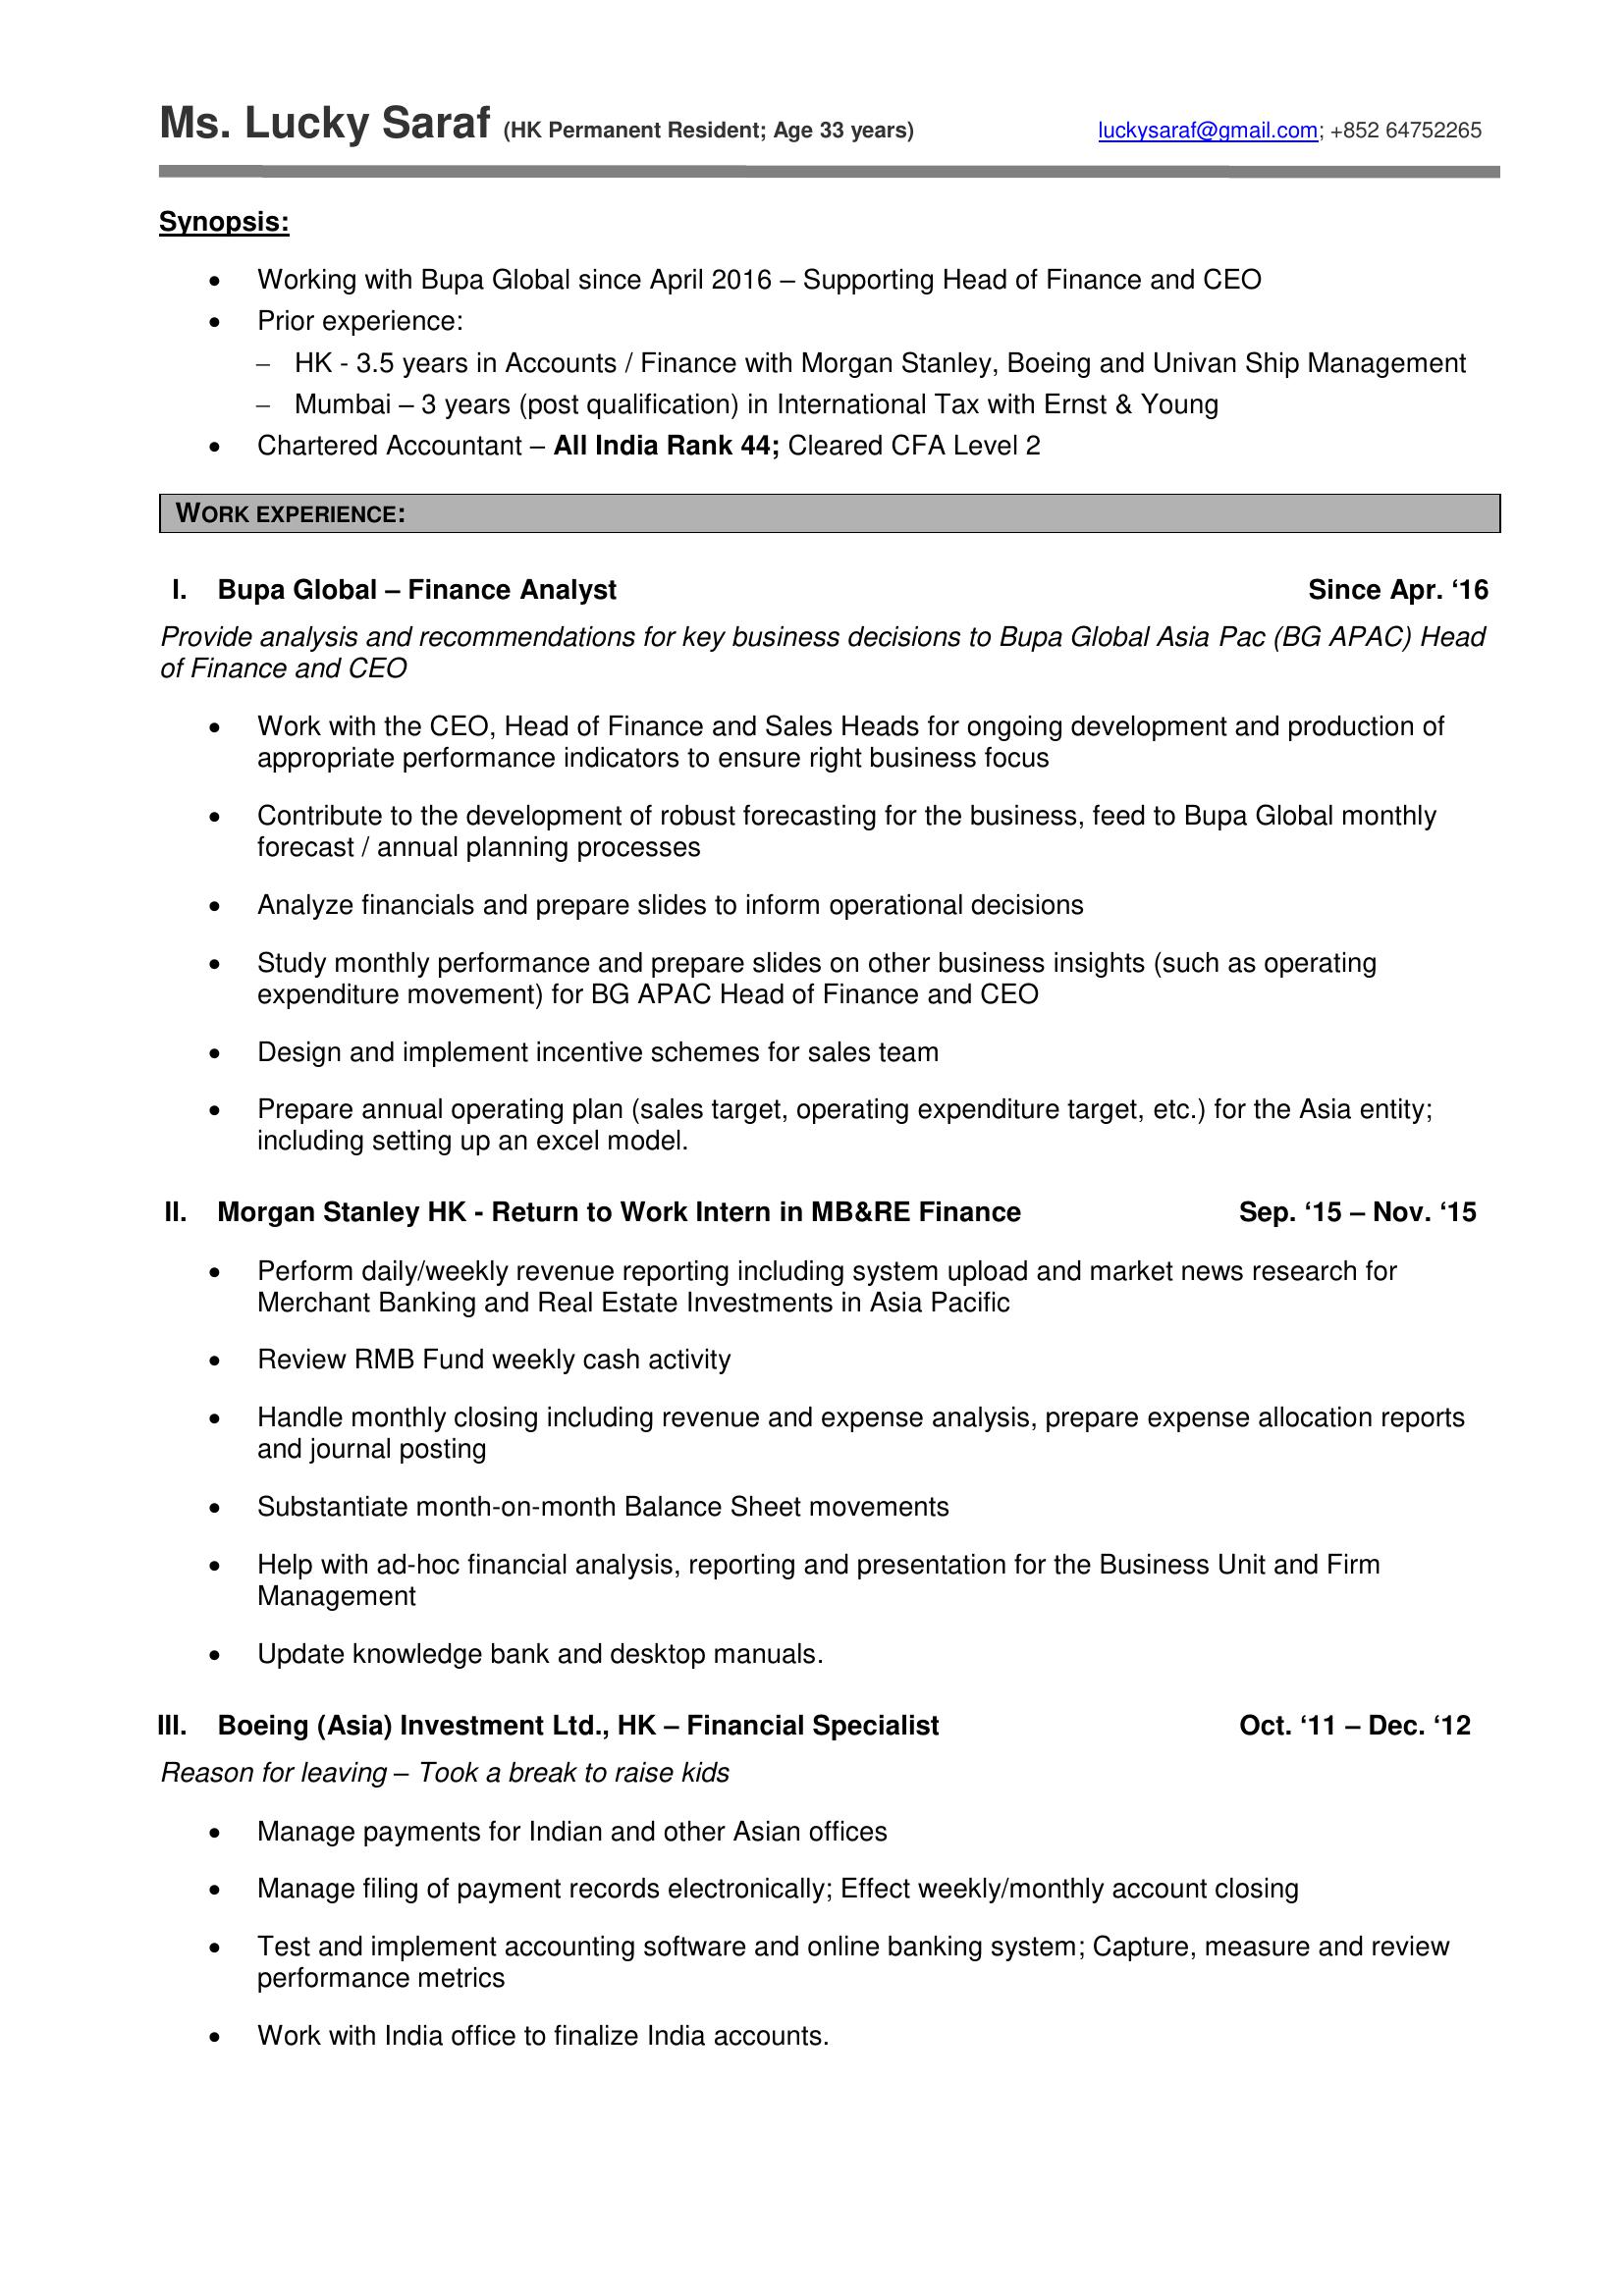 Ms. Lucky Saraf (HK Permanent Resident; Age 33 years) luckysaraf@gmail.com; +852 64752265
Synopsis:
• Working with Bupa Global since April 2016 – Supporting Head of Finance and CEO
• Prior experience:
– HK - 3.5 years in Accounts / Finance with Morgan Stanley, Boeing and Univan Ship Management
– Mumbai – 3 years (post qualification) in International Tax with Ernst & Young
• Chartered Accountant – All India Rank 44; Cleared CFA Level 2
WORK EXPERIENCE:
I. Bupa Global – Finance Analyst Since Apr. ‘16
Provide analysis and recommendations for key business decisions to Bupa Global Asia Pac (BG APAC) Head
of Finance and CEO
• Work with the CEO, Head of Finance and Sales Heads for ongoing development and production of
appropriate performance indicators to ensure right business focus
• Contribute to the development of robust forecasting for the business, feed to Bupa Global monthly
forecast / annual planning processes
• Analyze financials and prepare slides to inform operational decisions
• Study monthly performance and prepare slides on other business insights (such as operating
expenditure movement) for BG APAC Head of Finance and CEO
• Design and implement incentive schemes for sales team
• Prepare annual operating plan (sales target, operating expenditure target, etc.) for the Asia entity;
including setting up an excel model.
II. Morgan Stanley HK - Return to Work Intern in MB&RE Finance Sep. ‘15 – Nov. ‘15
• Perform daily/weekly revenue reporting including system upload and market news research for
Merchant Banking and Real Estate Investments in Asia Pacific
• Review RMB Fund weekly cash activity
• Handle monthly closing including revenue and expense analysis, prepare expense allocation reports
and journal posting
• Substantiate month-on-month Balance Sheet movements
• Help with ad-hoc financial analysis, reporting and presentation for the Business Unit and Firm
Management
• Update knowledge bank and desktop manuals.
III. Boeing (Asia) Investment Ltd., HK – Financial Specialist Oct. ‘11 – Dec. ‘12
Reason for leaving – Took a break to raise kids
• Manage payments for Indian and other Asian offices
• Manage filing of payment records electronically; Effect weekly/monthly account closing
• Test and implement accounting software and online banking system; Capture, measure and review
performance metrics
• Work with India office to finalize India accounts.